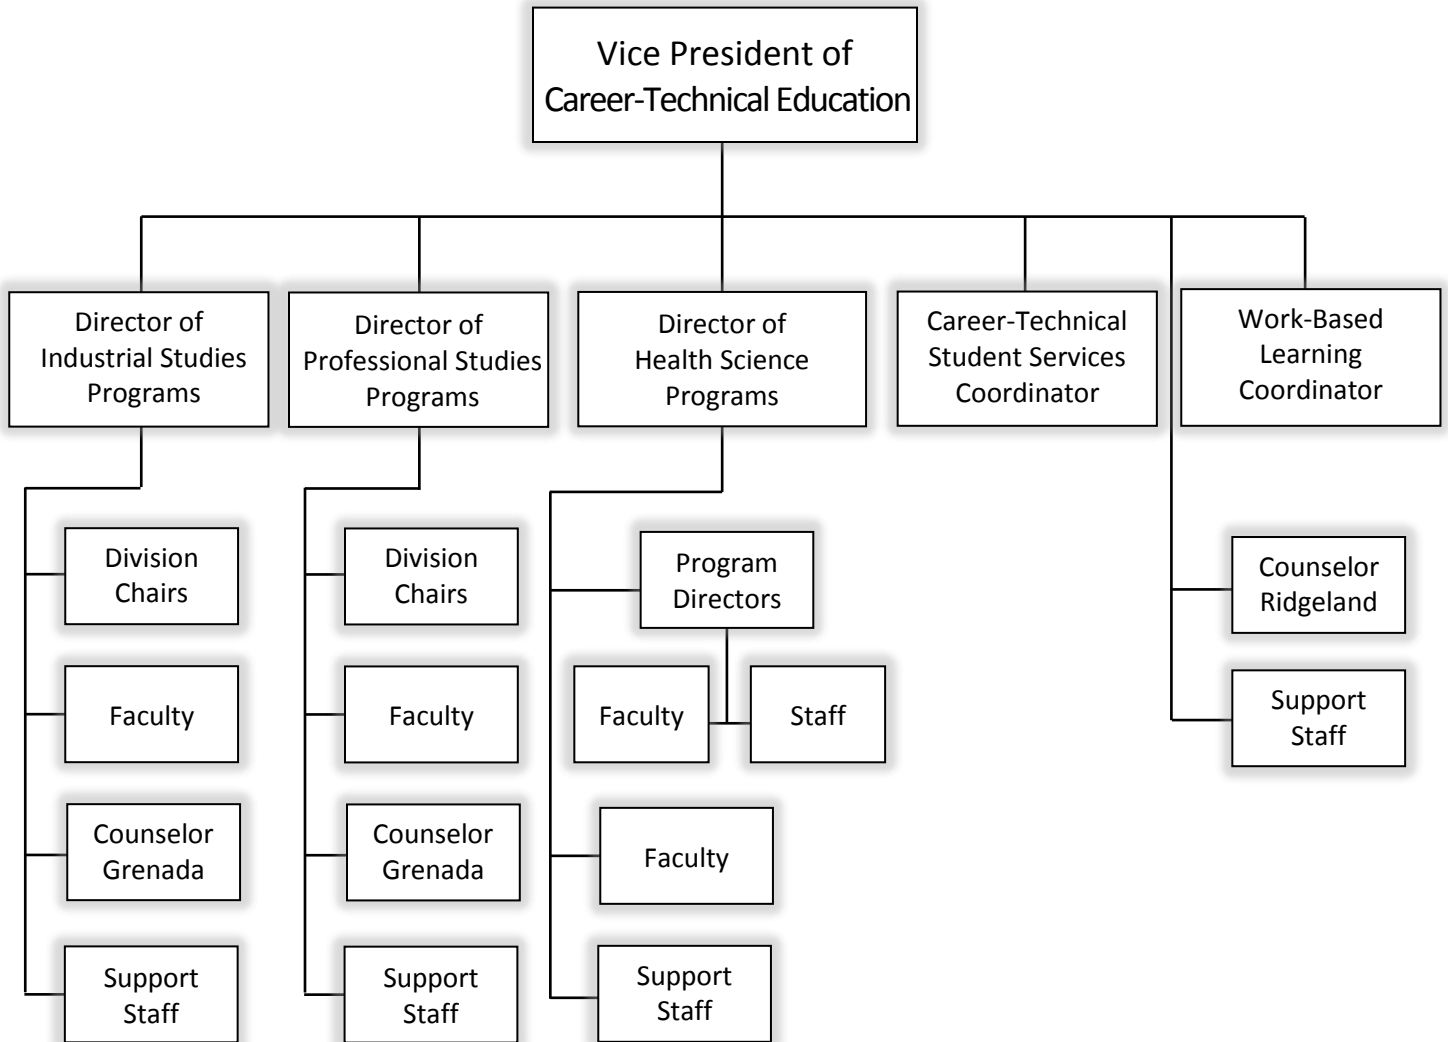 Vice President of
Career-Technical Education
Director of
Industrial Studies
Programs
Director of
Professional Studies
Programs
Director of
Health Science
Programs
Career-Technical
Student Services
Coordinator
Work-Based
Learning
Coordinator
Division
Chairs
Faculty
Counselor
Grenada
Support
Staff
Division
Chairs
Faculty
Counselor
Grenada
Support
Staff
Program
Directors
Faculty
Staff
Faculty
Support
Staff
Counselor
Ridgeland
Support
Staff